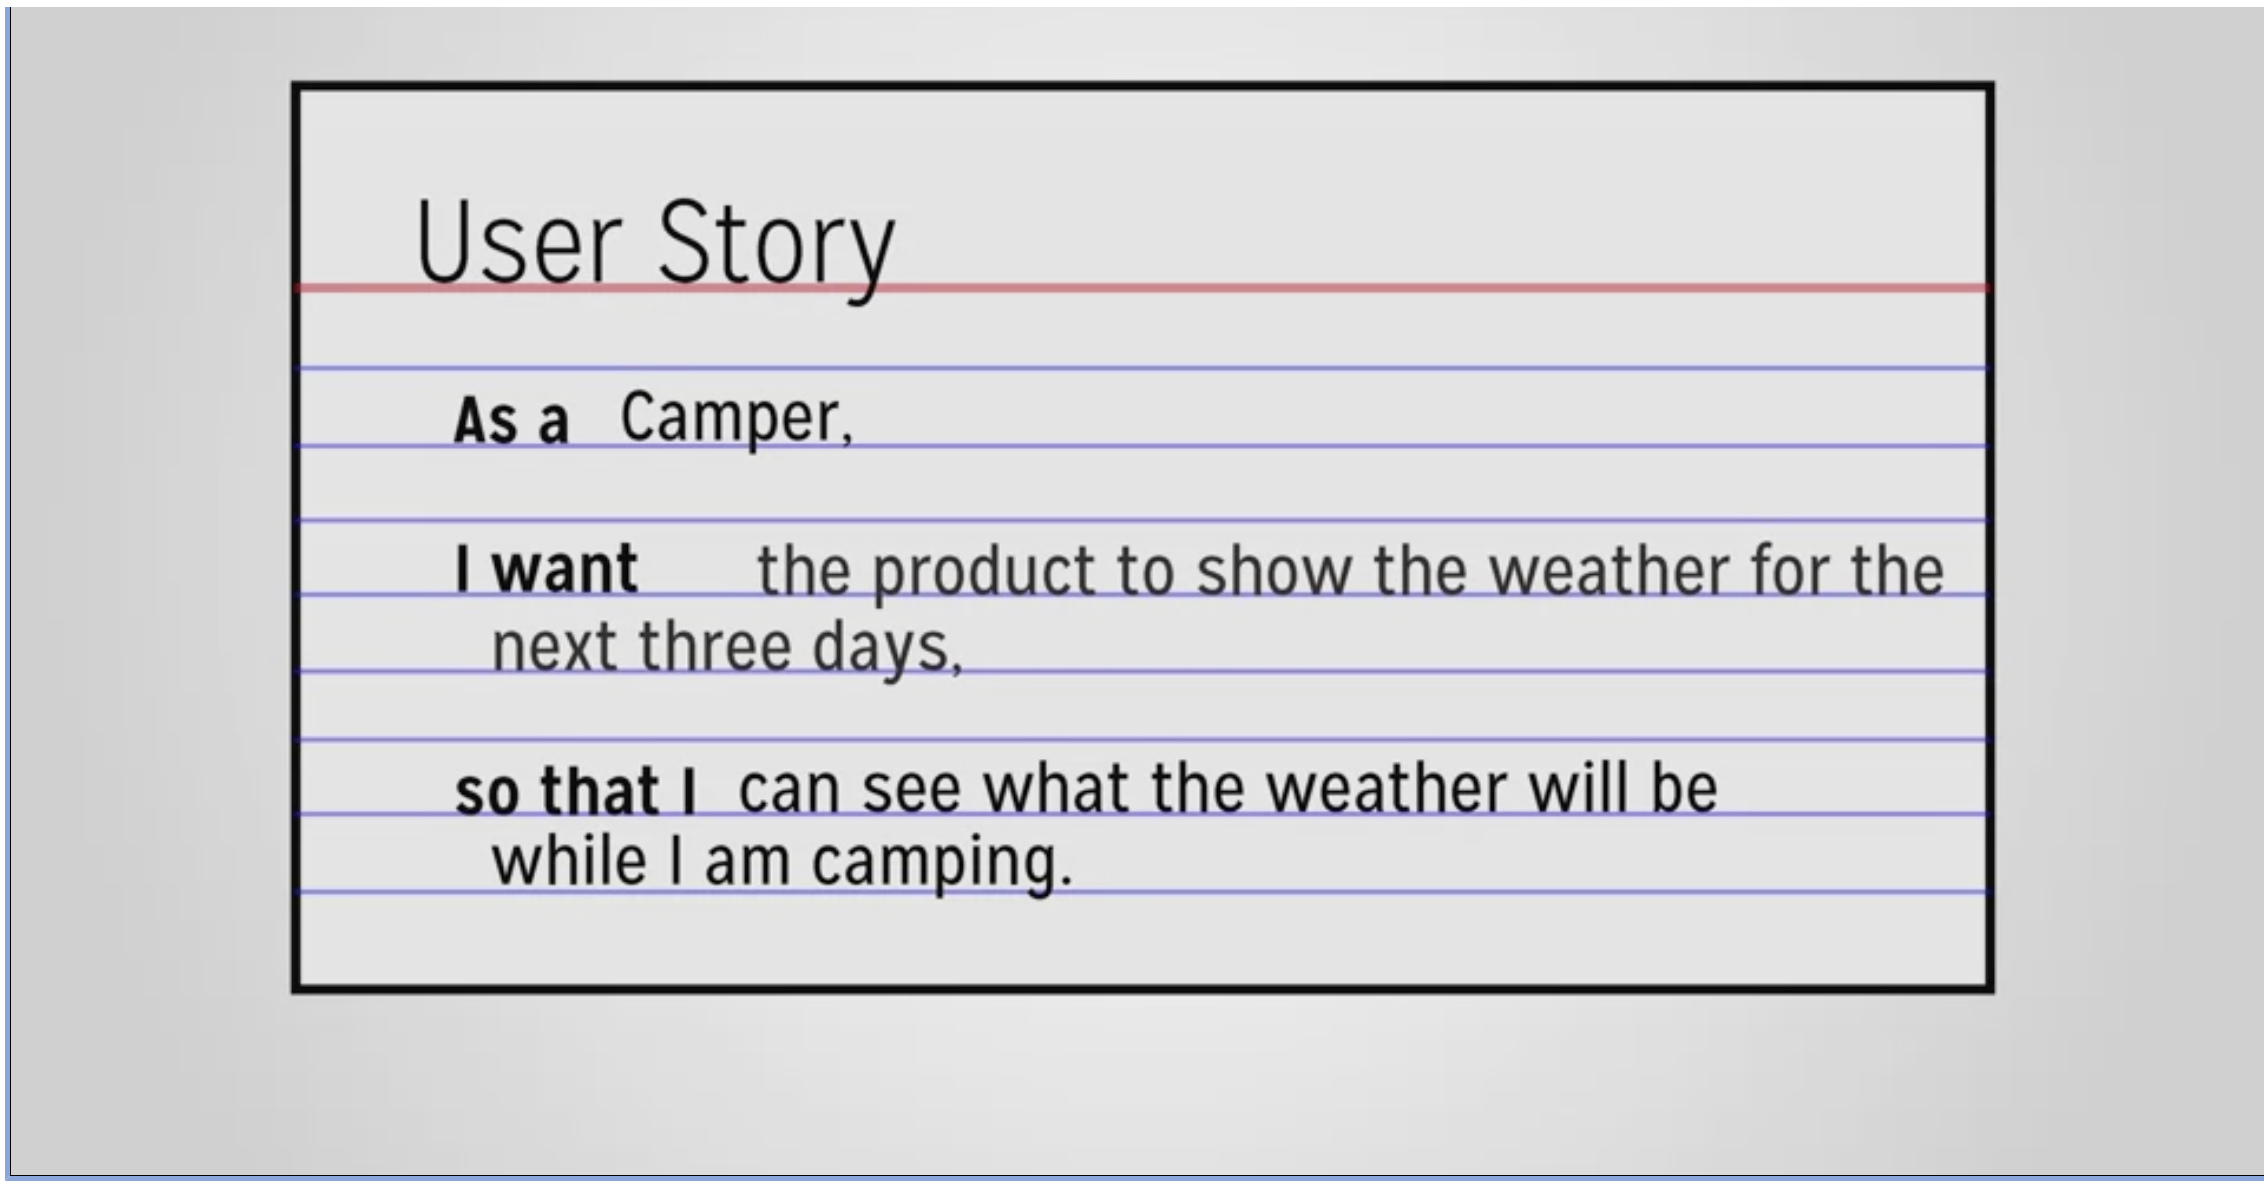 User Story
As a Camper,
I want the product to show the weather for the
next three days,
so that I can see what the weather will be
while I am camping.